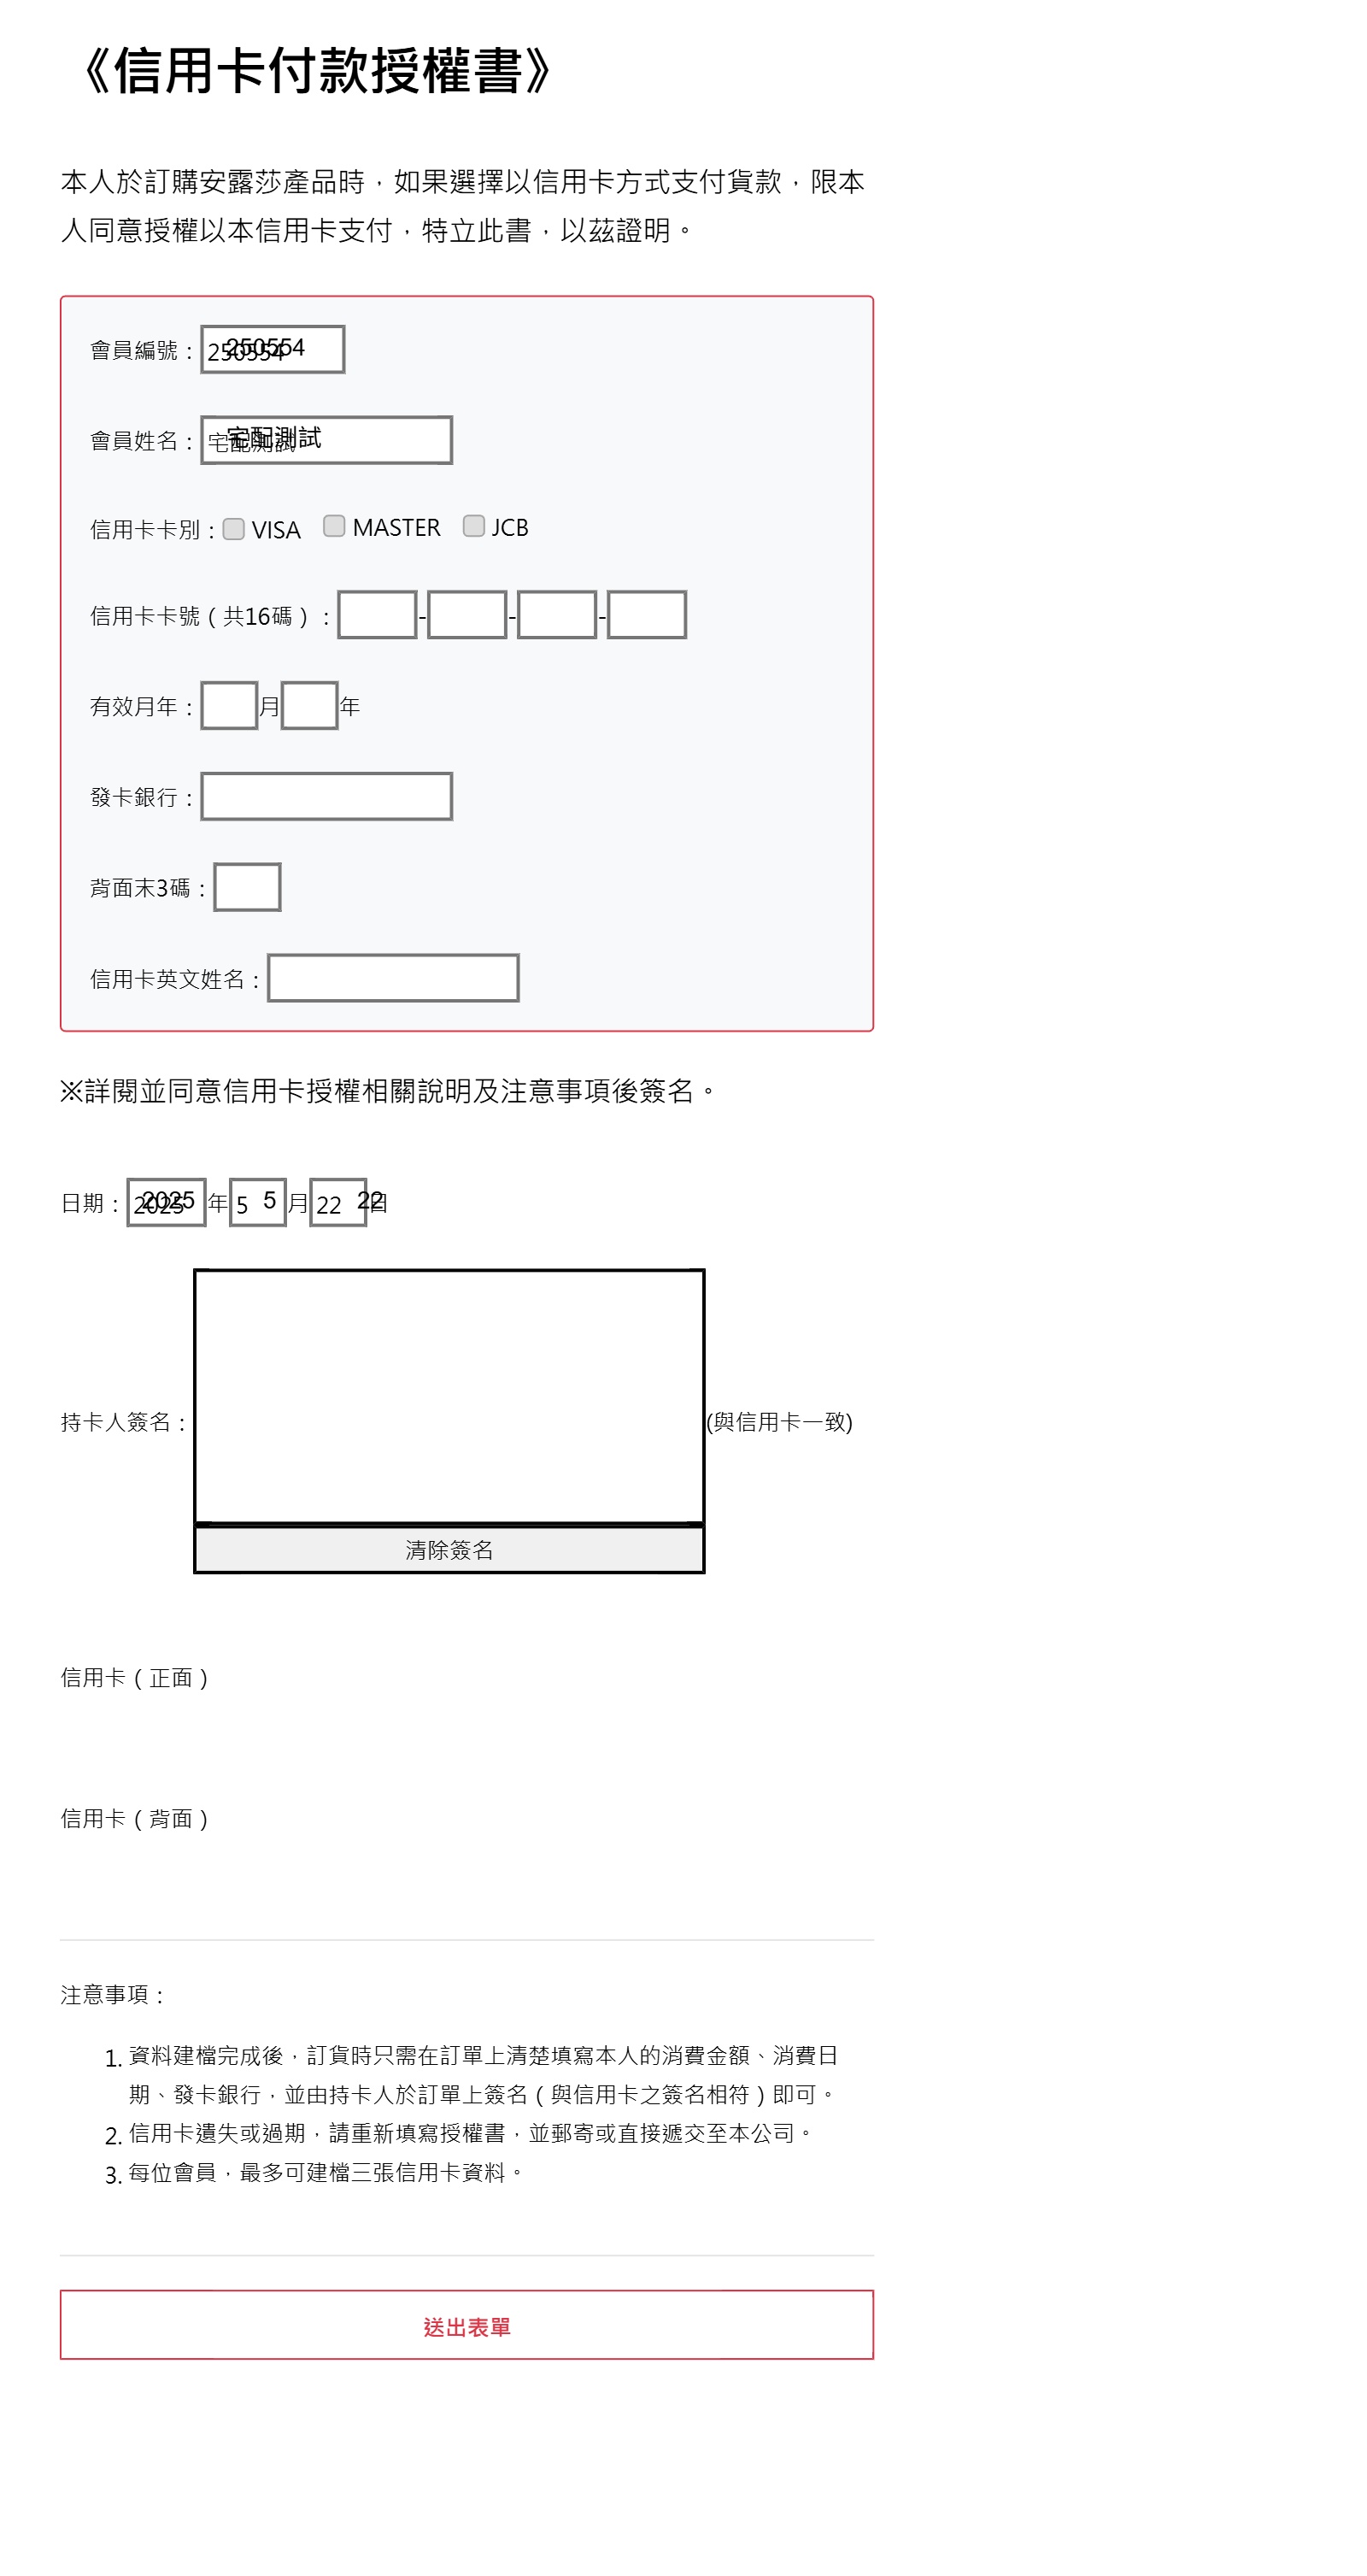 《信用卡付款授權書》
本人於訂購安露莎產品時，如果選擇以信用卡方式支付貨款，限本
人同意授權以本信用卡支付，特立此書，以茲證明。
會員編號：250554 250554
會員姓名：宅配測試 宅配測試
信用卡卡別：VISA MASTER JCB
信用卡卡號（共16碼）：---
有效月年：月年
發卡銀行：
背面末3碼：
信用卡英文姓名：
※詳閱並同意信用卡授權相關說明及注意事項後簽名。
日期：2025 2025 年 5 5 月 22 22 日
持卡人簽名：(與信用卡一致)
清除簽名
信用卡（正面）
信用卡（背面）
注意事項：
1. 資料建檔完成後，訂貨時只需在訂單上清楚填寫本人的消費金額、消費日
期、發卡銀行，並由持卡人於訂單上簽名（與信用卡之簽名相符）即可。
2. 信用卡遺失或過期，請重新填寫授權書，並郵寄或直接遞交至本公司。
3. 每位會員，最多可建檔三張信用卡資料。
送出表單